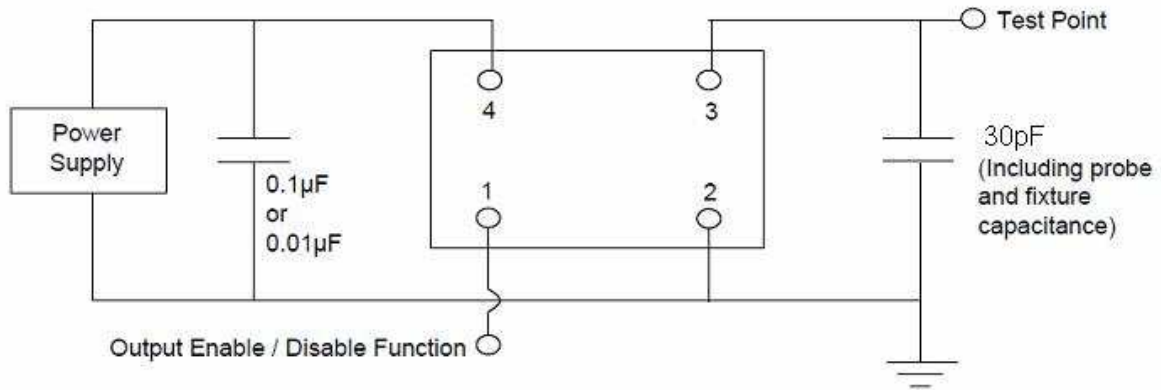 Test Point
Power
Supply
0.1µF
or
0.01µF
4
3
1
2
30pF
(Including probe
and fixture
capacitance)
Output Enable / Disable Function